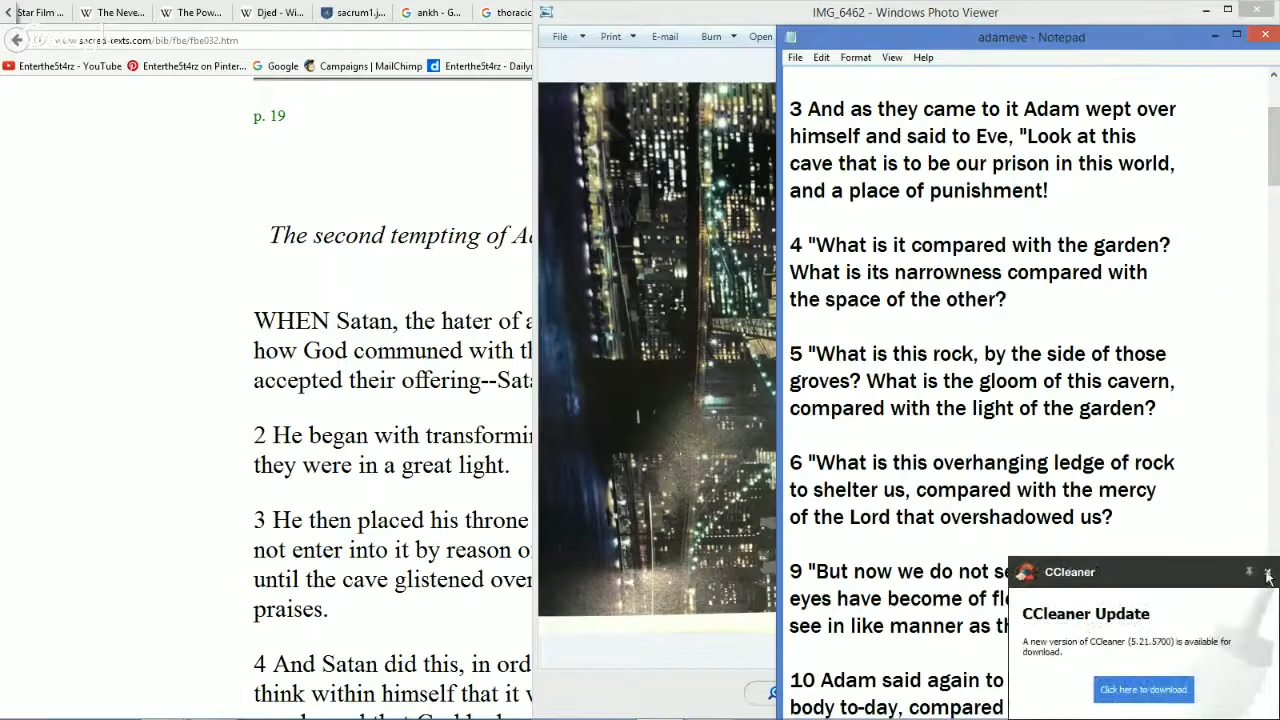 Star Film ...
The Neve...
The Pow...
Djed - Wi...
sacrum1.j...
ankh - G...
thoracic
IMG_6462 - Windows Photo Viewer
exts.com/bib/fbe/fbe032.htm
YouTube
Enterthe5t4rz on
Google
Campaigns | MailChimp
Enterthe5t4rz - Daily
File Print E-mail Burn Open
adameve - Notepad
File Edit Format View Help
p. 19
The second tempting of
WHEN Satan, the hater of
how God communed with
accepted their offering--
2 He began with
they were in a great light.
3 He then placed his throne
not enter into it by reason
until the cave glistened
praises.
4 And Satan did this, in
think within himself that it
3 And as they came to it Adam wept over
himself and said to Eve, "Look at this
cave that is to be our prison in this world,
and a place of punishment!
4 "What is it compared with the garden?
What is its narrowness compared with
the space of the other?
5 "What is this rock, by the side of those
groves? What is the gloom of this cavern,
compared with the light of the garden?
6 "What is this overhanging ledge of rock
to shelter us, compared with the mercy
of the Lord that overshadowed us?
9 "But now we do not
eyes have become of
see in like manner as
10 Adam said again to
body to-day, compared
CCleaner
CCleaner Update
A new version of CCleaner (5.21.5700) is available for
download.
Click here to download